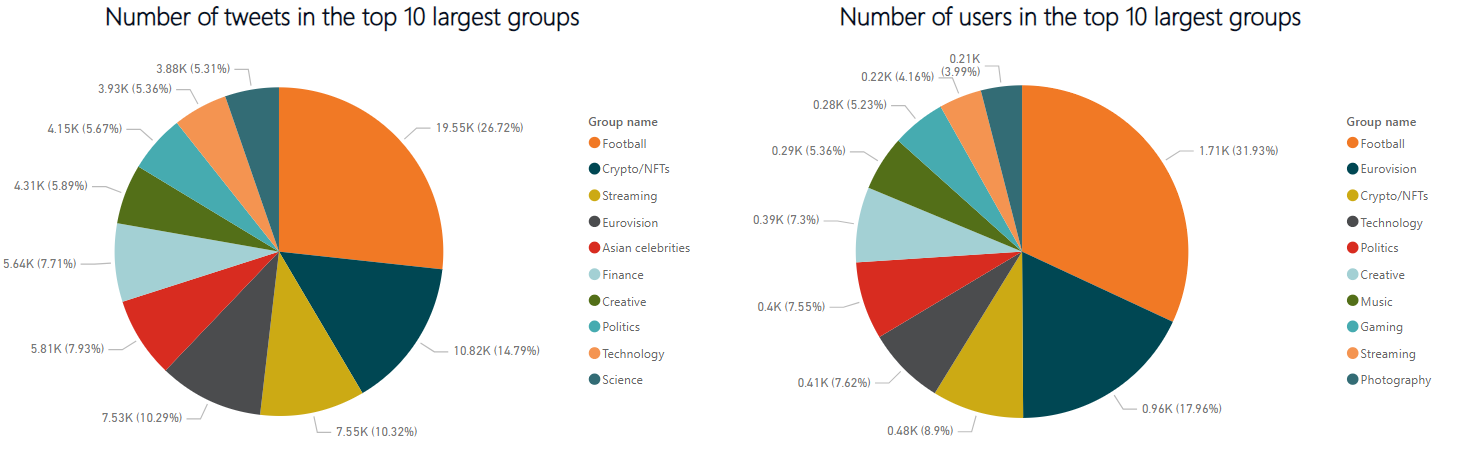 Number of tweets in the top 10 largest groups
3.88K (5.31%)
3.93K (5.36%)
4.15K (5.67%)
4.31K (5.89%)
5.64K (7.71%)
5.81K (7.93%)
7.53K (10.29%)
7.55K (10.32%)
10.82K (14.79%)
19.55K (26.72%)
Group name
Football
Crypto/NFTs
Streaming
Eurovision
Asian celebrities
Finance
Creative
Politics
Technology
Science
Number of users in the top 10 largest groups
0.21K
(3.99%)
0.22K (4.16%)
0.28K (5.23%)
0.29K (5.36%)
0.39K (7.3%)
0.4K (7.55%)
0.41K (7.62%)
0.48K (8.9%)
0.96K (17.96%)
1.71K (31.93%)
Group name
Football
Eurovision
Crypto/NFTs
Technology
Politics
Creative
Music
Gaming
Streaming
Photography